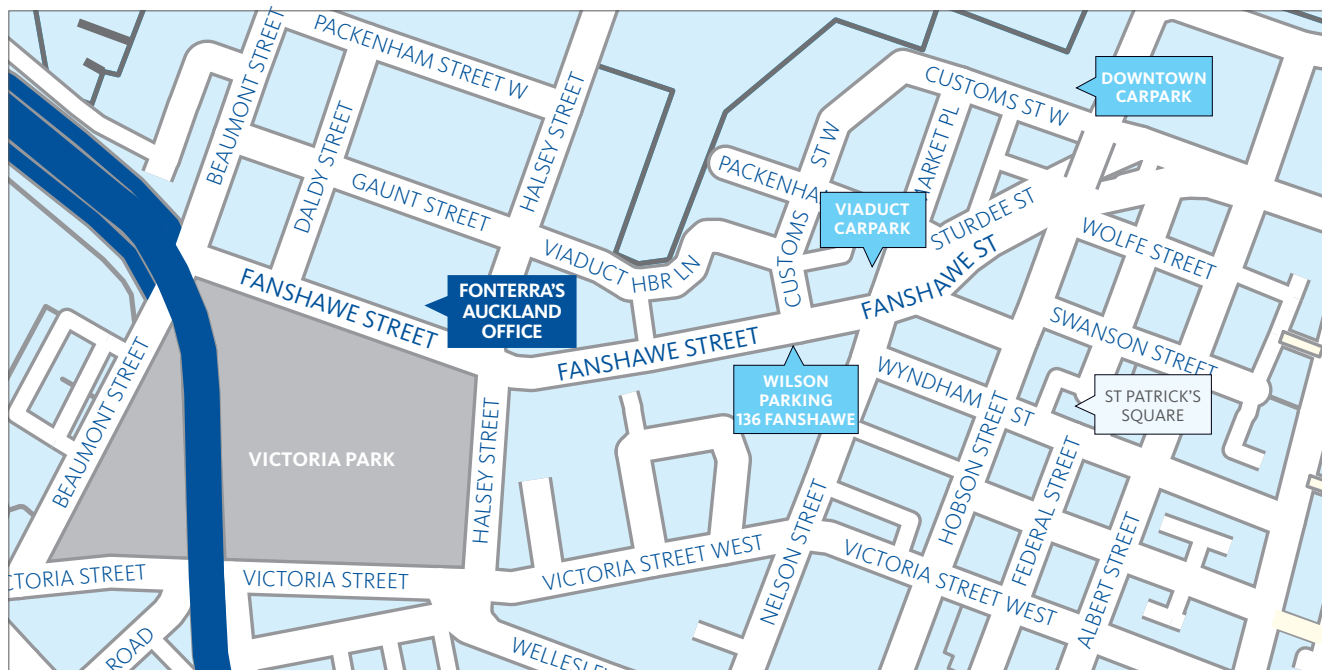 PACKENHAM STREET W
BEAUMONT STREET
DALDY STREET
HALSEY STREET
GAUNT STREET
VIADUCT HBR LN
FANSHAWE STREET
FONTERRA'S
AUCKLAND
OFFICE
CUSTOMS ST W
DOWNTOWN
CARPARK
MARKET PL
PACKENHAM
CUSTOMS ST W
VIADUCT
CARPARK
STURDEE ST
FANSHAWE ST
WOLFE STREET
SWANSON STREET
FANSHAWE STREET
WILSON
PARKING
136 FANSHAWE
WYNDHAM ST
ST PATRICK'S
SQUARE
BEAUMONT STREET
VICTORIA PARK
HALSEY STREET
HOBSON STREET
FEDERAL STREET
ALBERT STREET
NELSON STREET
CTORIA STREET
VICTORIA STREET
VICTORIA STREET WEST
VICTORIA STREET WEST
ROAD
WELLESLEY